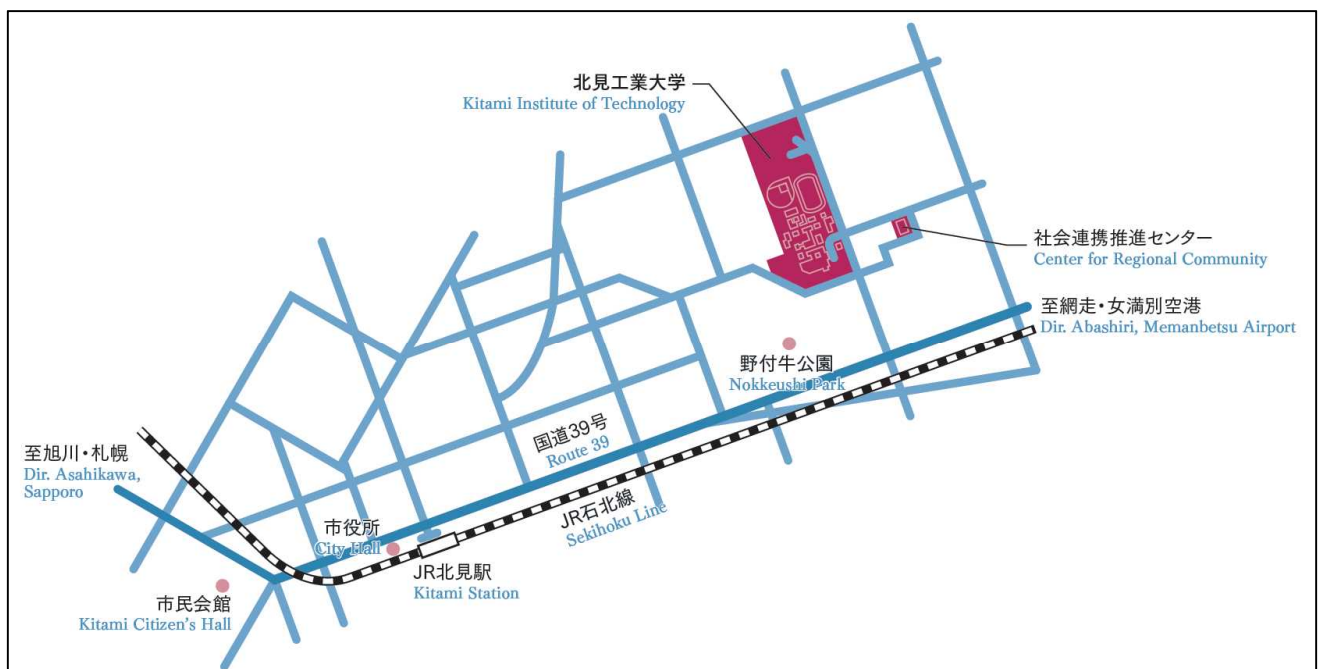 北見工業大学
Kitami Institute of Technology
社会連携推進センター
Center for Regional Community
至網走・女満別空港
Dir. Abashiri, Memanbetsu Airport
野付牛公園
Nokkeushi Park
国道39号
Route 39
至旭川・札幌
Dir. Asahikawa,
Sapporo
JR石北線
Sekihoku Line
市役所
City Hall
JR北見駅
Kitami Station
市民会館
Kitami Citizen's Hall